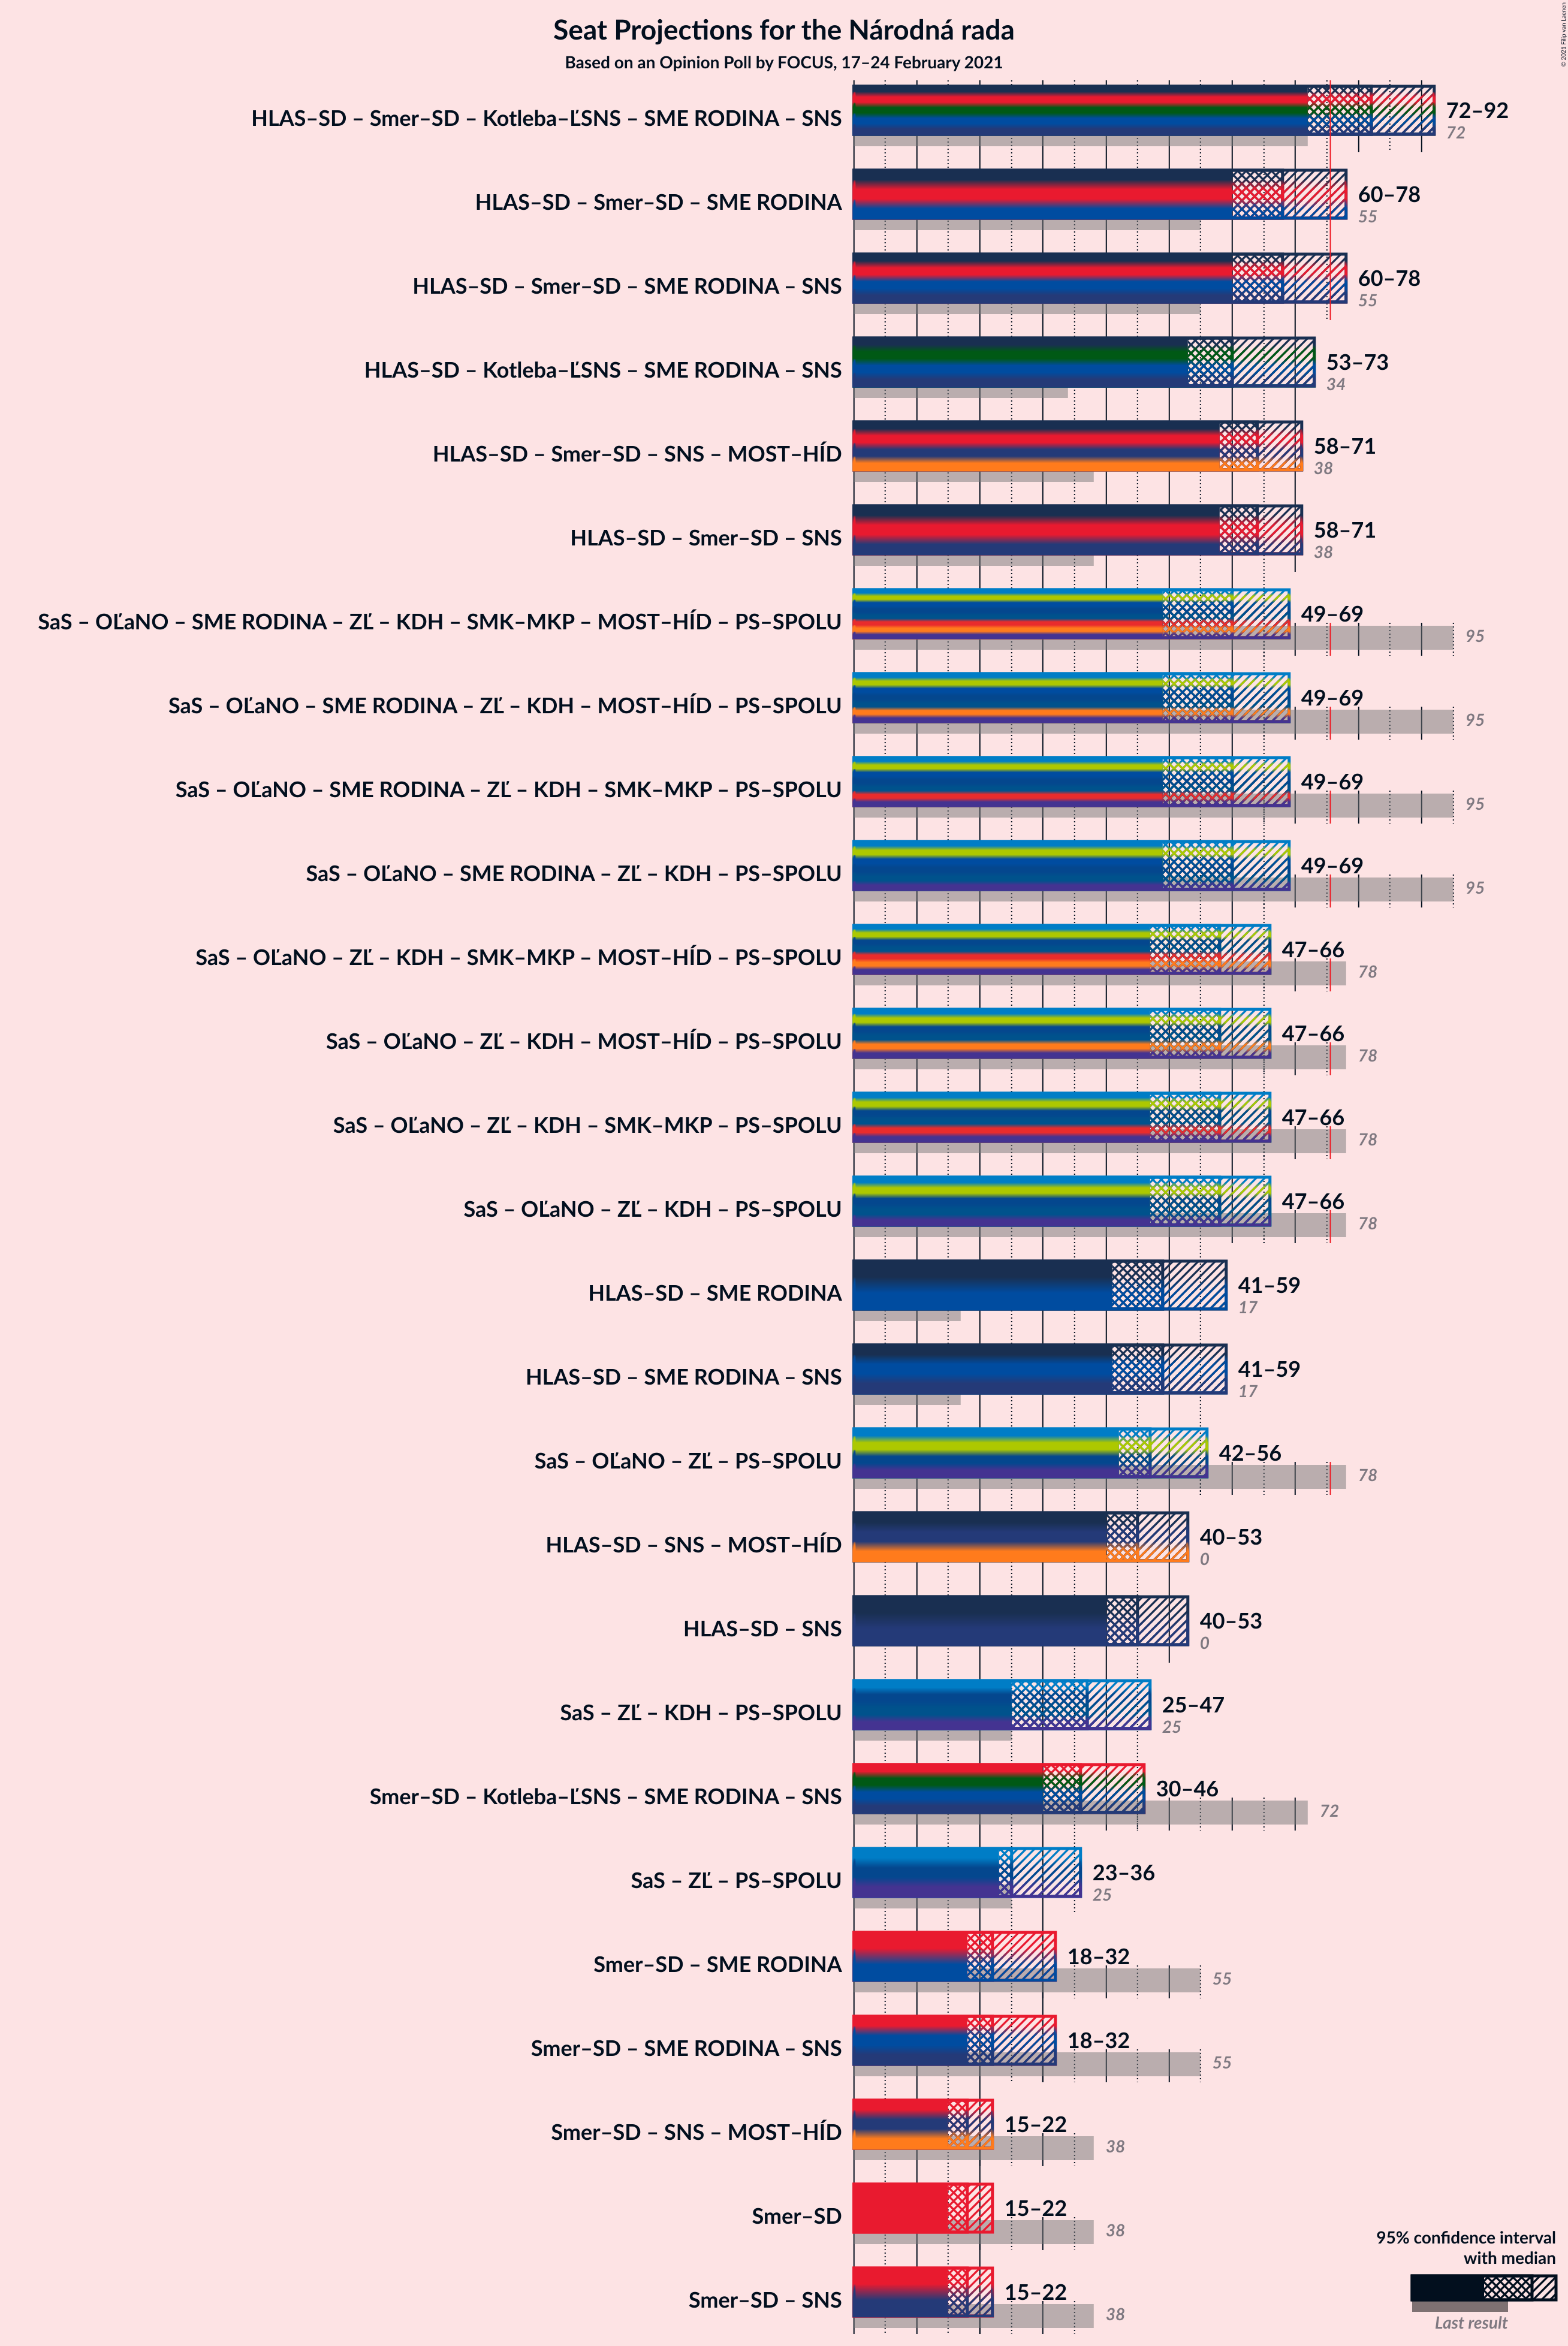 Seat Projections for the Národná rada
Based on an Opinion Poll by FOCUS, 17–24 February 2021
© 2021 Filip van Laenen
HLAS–SD – Smer–SD – Kotleba–ĽSNS – SME RODINA – SNS
72–92
72
HLAS–SD – Smer–SD – SME RODINA
60–78
55
HLAS–SD – Smer–SD – SME RODINA – SNS
60–78
55
HLAS–SD – Kotleba–ĽSNS – SME RODINA – SNS
53–73
34
HLAS–SD – Smer–SD – SNS – MOST–HÍD
58–71
38
HLAS–SD – Smer–SD – SNS
58–71
38
SaS – OĽaNO – SME RODINA – ZĽ – KDH – SMK–MKP – MOST–HÍD – PS–SPOLU
49–69
95
SaS – OĽaNO – SME RODINA – ZĽ – KDH – MOST–HÍD – PS–SPOLU
49–69
95
SaS – OĽaNO – SME RODINA – ZĽ – KDH – SMK–MKP – PS–SPOLU
49–69
95
SaS – OĽaNO – SME RODINA – ZĽ – KDH – PS–SPOLU
49–69
95
SaS – OĽaNO – ZĽ – KDH – SMK–MKP – MOST–HÍD – PS–SPOLU
47–66
78
SaS – OĽaNO – ZĽ – KDH – MOST–HÍD – PS–SPOLU
47–66
78
SaS – OĽaNO – ZĽ – KDH – SMK–MKP – PS–SPOLU
47–66
78
SaS – OĽaNO – ZĽ – KDH – PS–SPOLU
47–66
78
HLAS–SD – SME RODINA
41–59
17
HLAS–SD – SME RODINA – SNS
41–59
17
SaS – OĽaNO – ZĽ – PS–SPOLU
42–56
78
HLAS–SD – SNS – MOST–HÍD
40–53
0
HLAS–SD – SNS
40–53
0
SaS – ZĽ – KDH – PS–SPOLU
25–47
25
Smer–SD – Kotleba–ĽSNS – SME RODINA – SNS
30–46
72
SaS – ZĽ – PS–SPOLU
23–36
25
Smer–SD – SME RODINA
18–32
55
Smer–SD – SME RODINA – SNS
18–32
55
Smer–SD – SNS – MOST–HÍD
15–22
38
Smer–SD
15–22
38
Smer–SD – SNS
15–22
38
95% confidence interval
with median
Last result